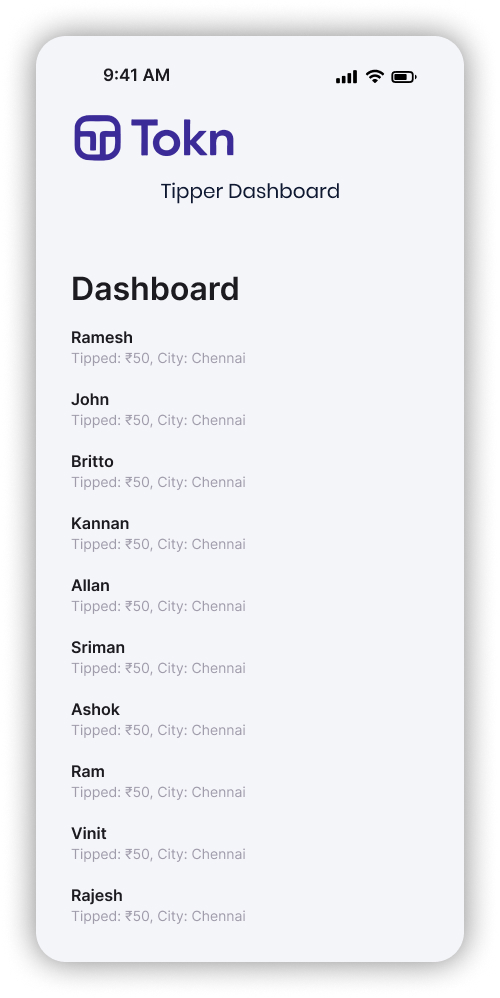 9:41 AM
Tokn
Tipper Dashboard
Dashboard
Ramesh
Tipped: ₹50, City: Chennai
John
Tipped: ₹50, City: Chennai
Britto
Tipped: ₹50, City: Chennai
Kannan
Tipped: ₹50, City: Chennai
Allan
Tipped: ₹50, City: Chennai
Sriman
Tipped: ₹50, City: Chennai
Ashok
Tipped: ₹50, City: Chennai
Ram
Tipped: ₹50, City: Chennai
Vinit
Tipped: ₹50, City: Chennai
Rajesh
Tipped: ₹50, City: Chennai